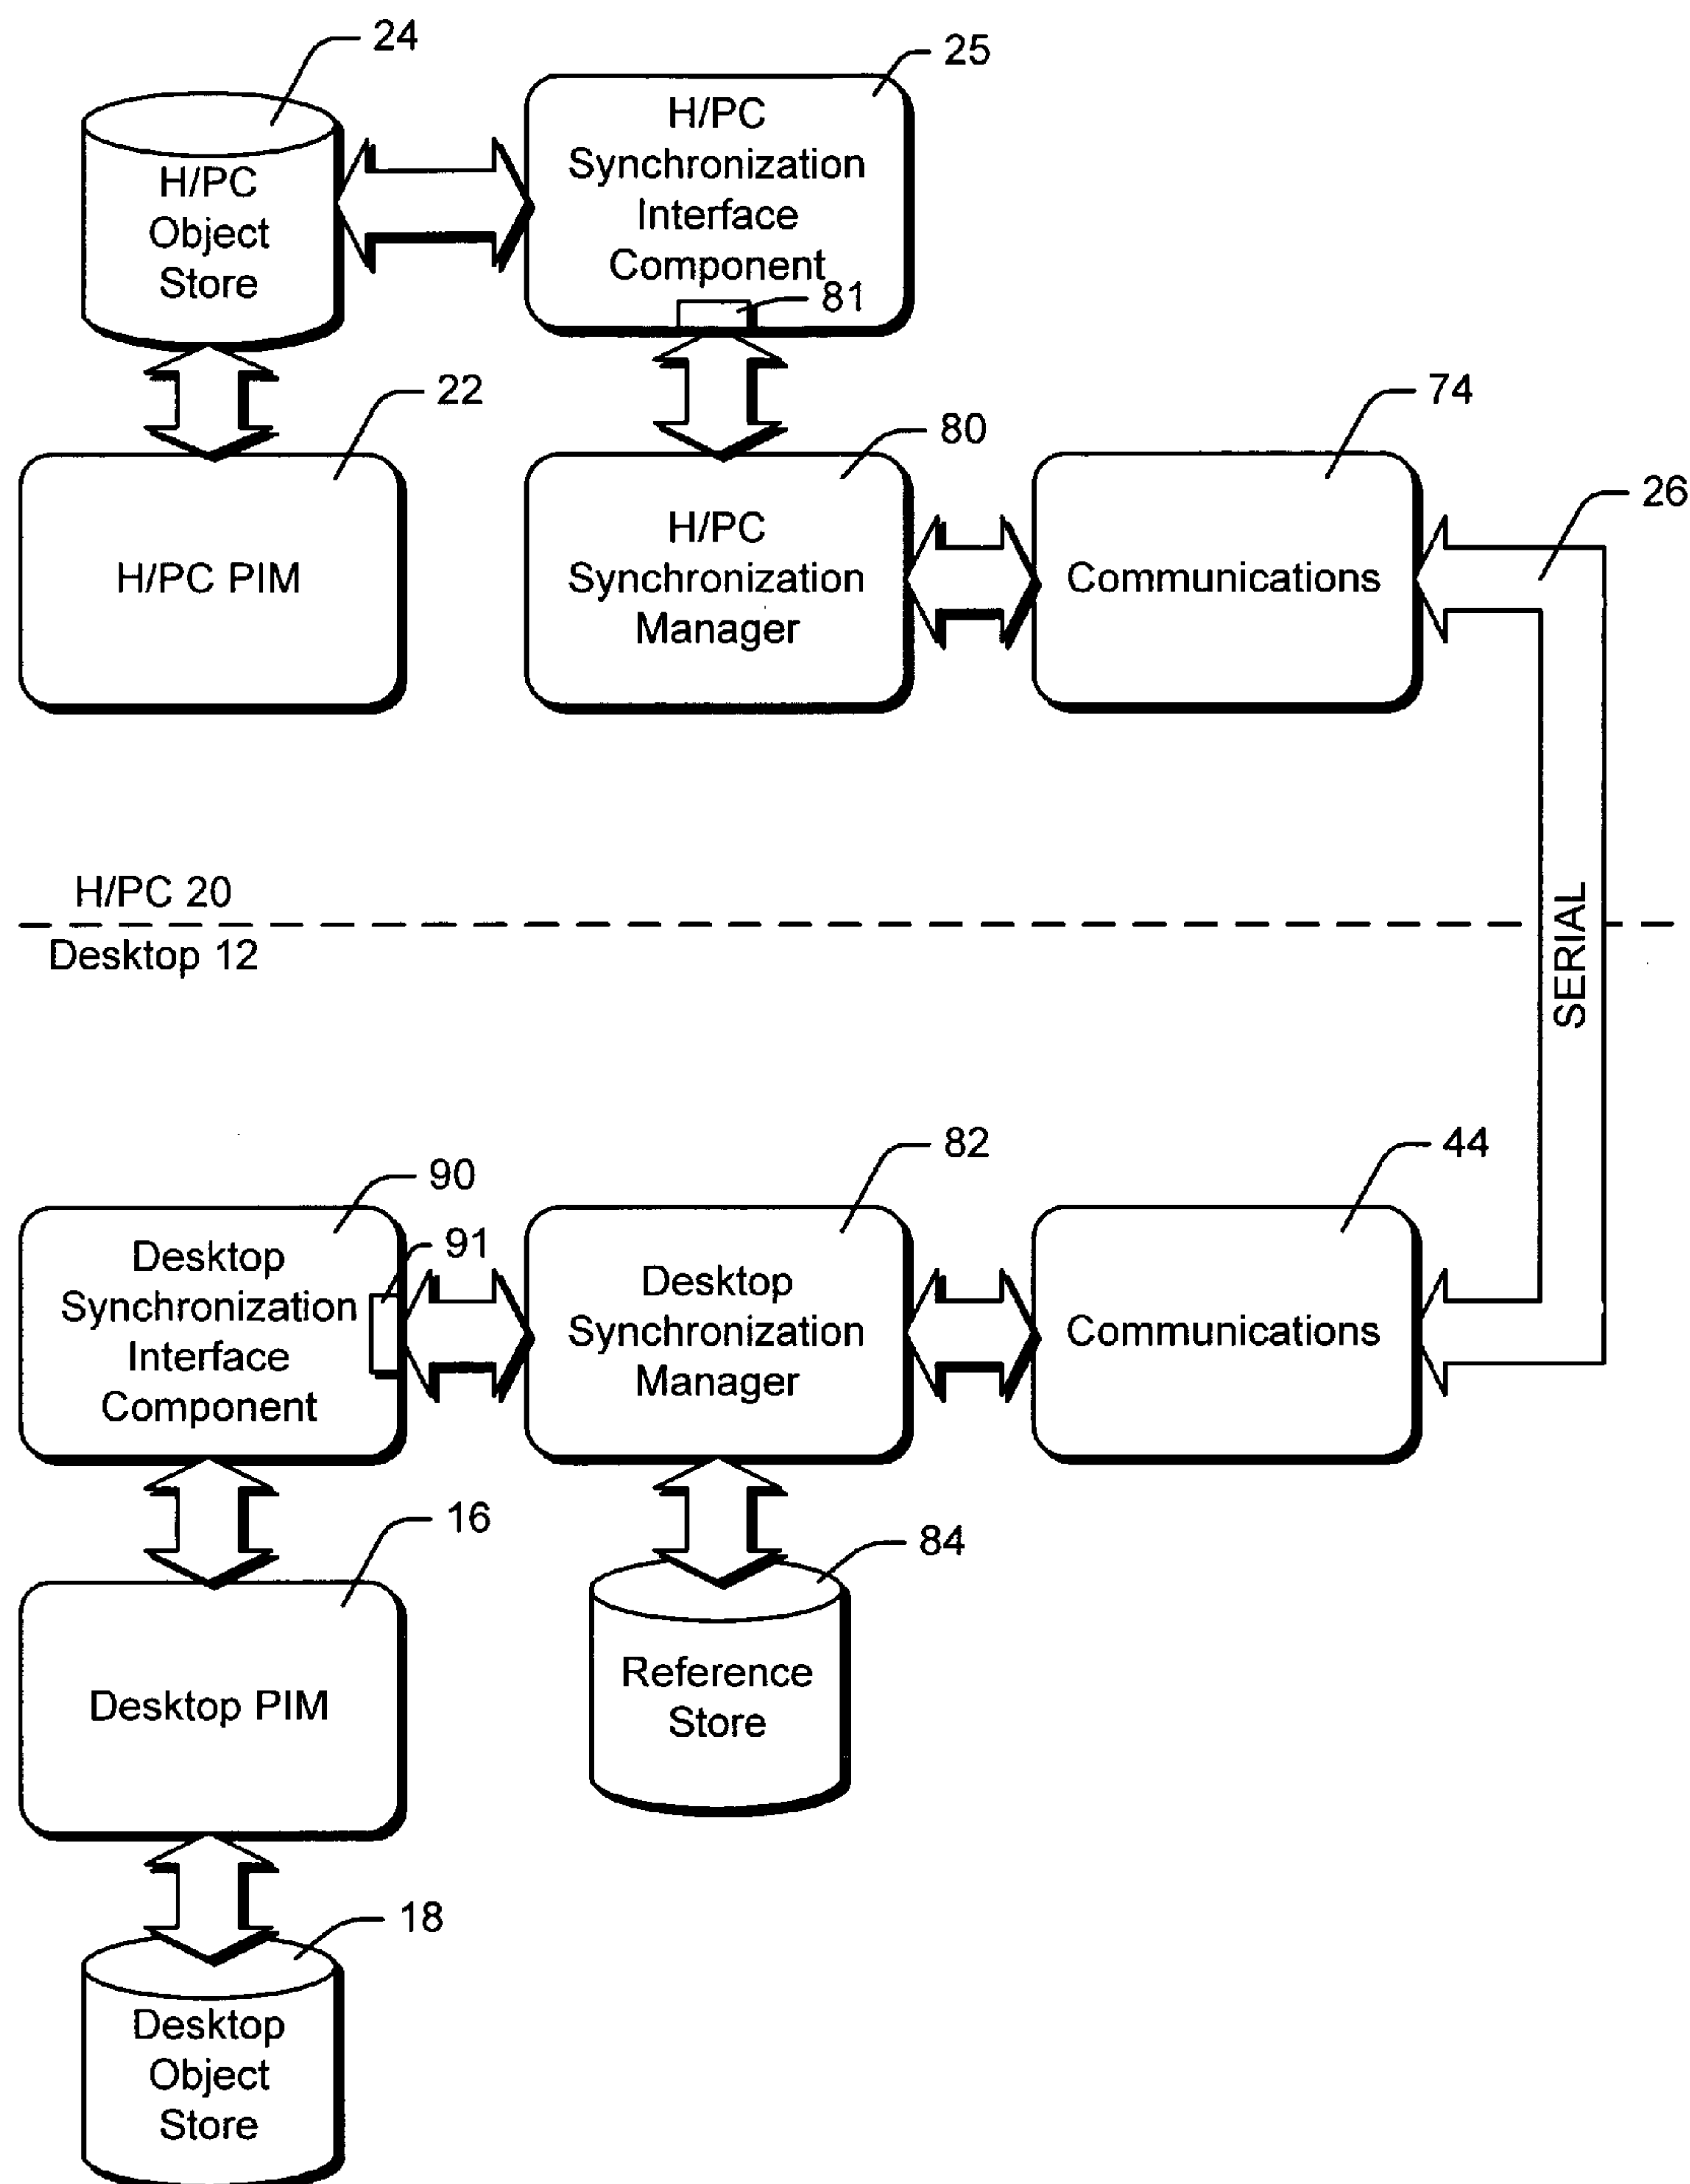 24
25
H/PC
Object
Store
H/PC
Synchronization
Interface
Component
81
22
80
74
26
H/PC PIM
H/PC
Synchronization
Manager
Communications
H/PC 20
Desktop 12
SERIAL
90
91
82
44
Desktop
Synchronization
Interface
Component
Desktop
Synchronization
Manager
Communications
16
84
Desktop PIM
Reference
Store
18
Desktop
Object
Store